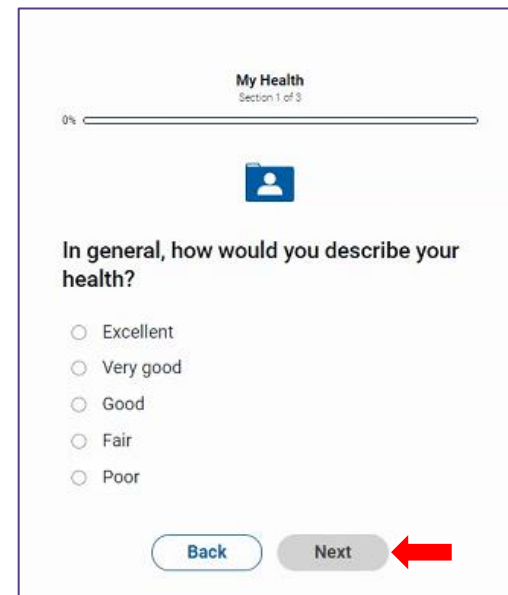 My Health
Section 1 of 3
0%
In general, how would you describe your
health?
Excellent
Very good
Good
Fair
Poor
Back
Next